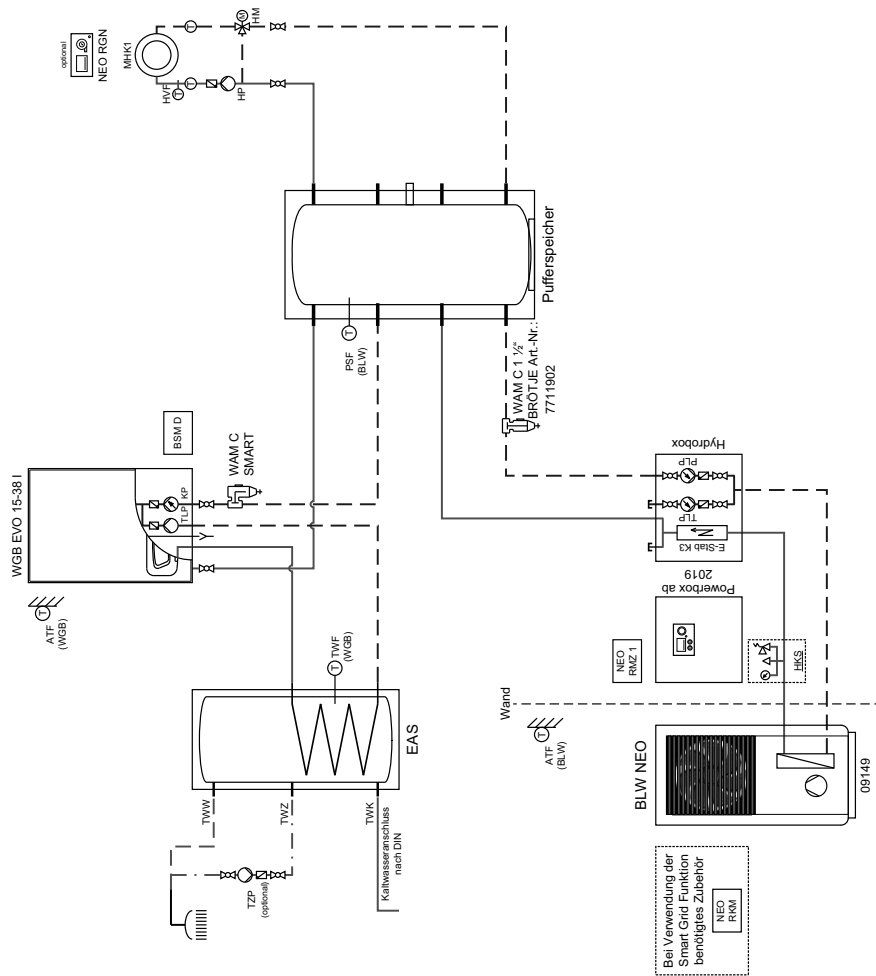 optional
NEO RGN
MHK1
HVF
T
T
T
HP
M
HM
WGB EVO 15-38 I
BSM D
TLP
KP
WAM C
SMART
T
ATF
(WGB)
T
PSF
(BLW)
Pufferspeicher
WAM C 1 ½"
BRÖTJE Art.-Nr.:
7711902
T
TWF
(WGB)
EAS
TWW
TWZ
TWK
TZP
(optional)
Kaltwasseranschluss
nach DIN
Hydrobox
PLP
TLP
E-Stab K3
Powerbox ab
2019
NEO
RMZ 1
HKS
Wand
T
ATF
(BLW)
BLW NEO
09149
Bei Verwendung der
Smart Grid Funktion
benötigtes Zubehör
NEO
RKM